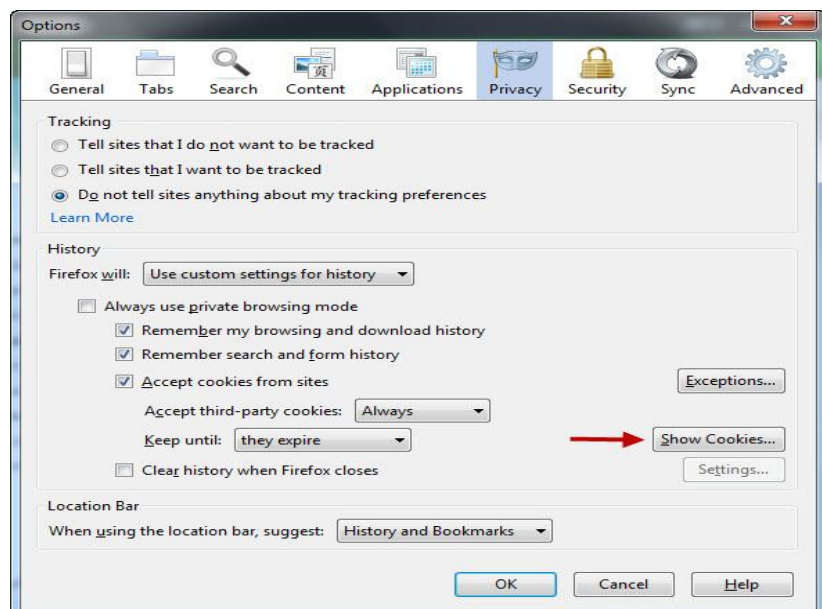 Options
General Tabs Search Content Applications Privacy Security Sync Advanced
Tracking
Tell sites that I do not want to be tracked
Tell sites that I want to be tracked
Do not tell sites anything about my tracking preferences
Learn More
History
Firefox will: Use custom settings for history
Always use private browsing mode
Remember my browsing and download history
Remember search and form history
Accept cookies from sites Exceptions...
Accept third-party cookies: Always
Keep until: they expire Show Cookies...
Clear history when Firefox closes Settings...
Location Bar
When using the location bar, suggest: History and Bookmarks
OK Cancel Help